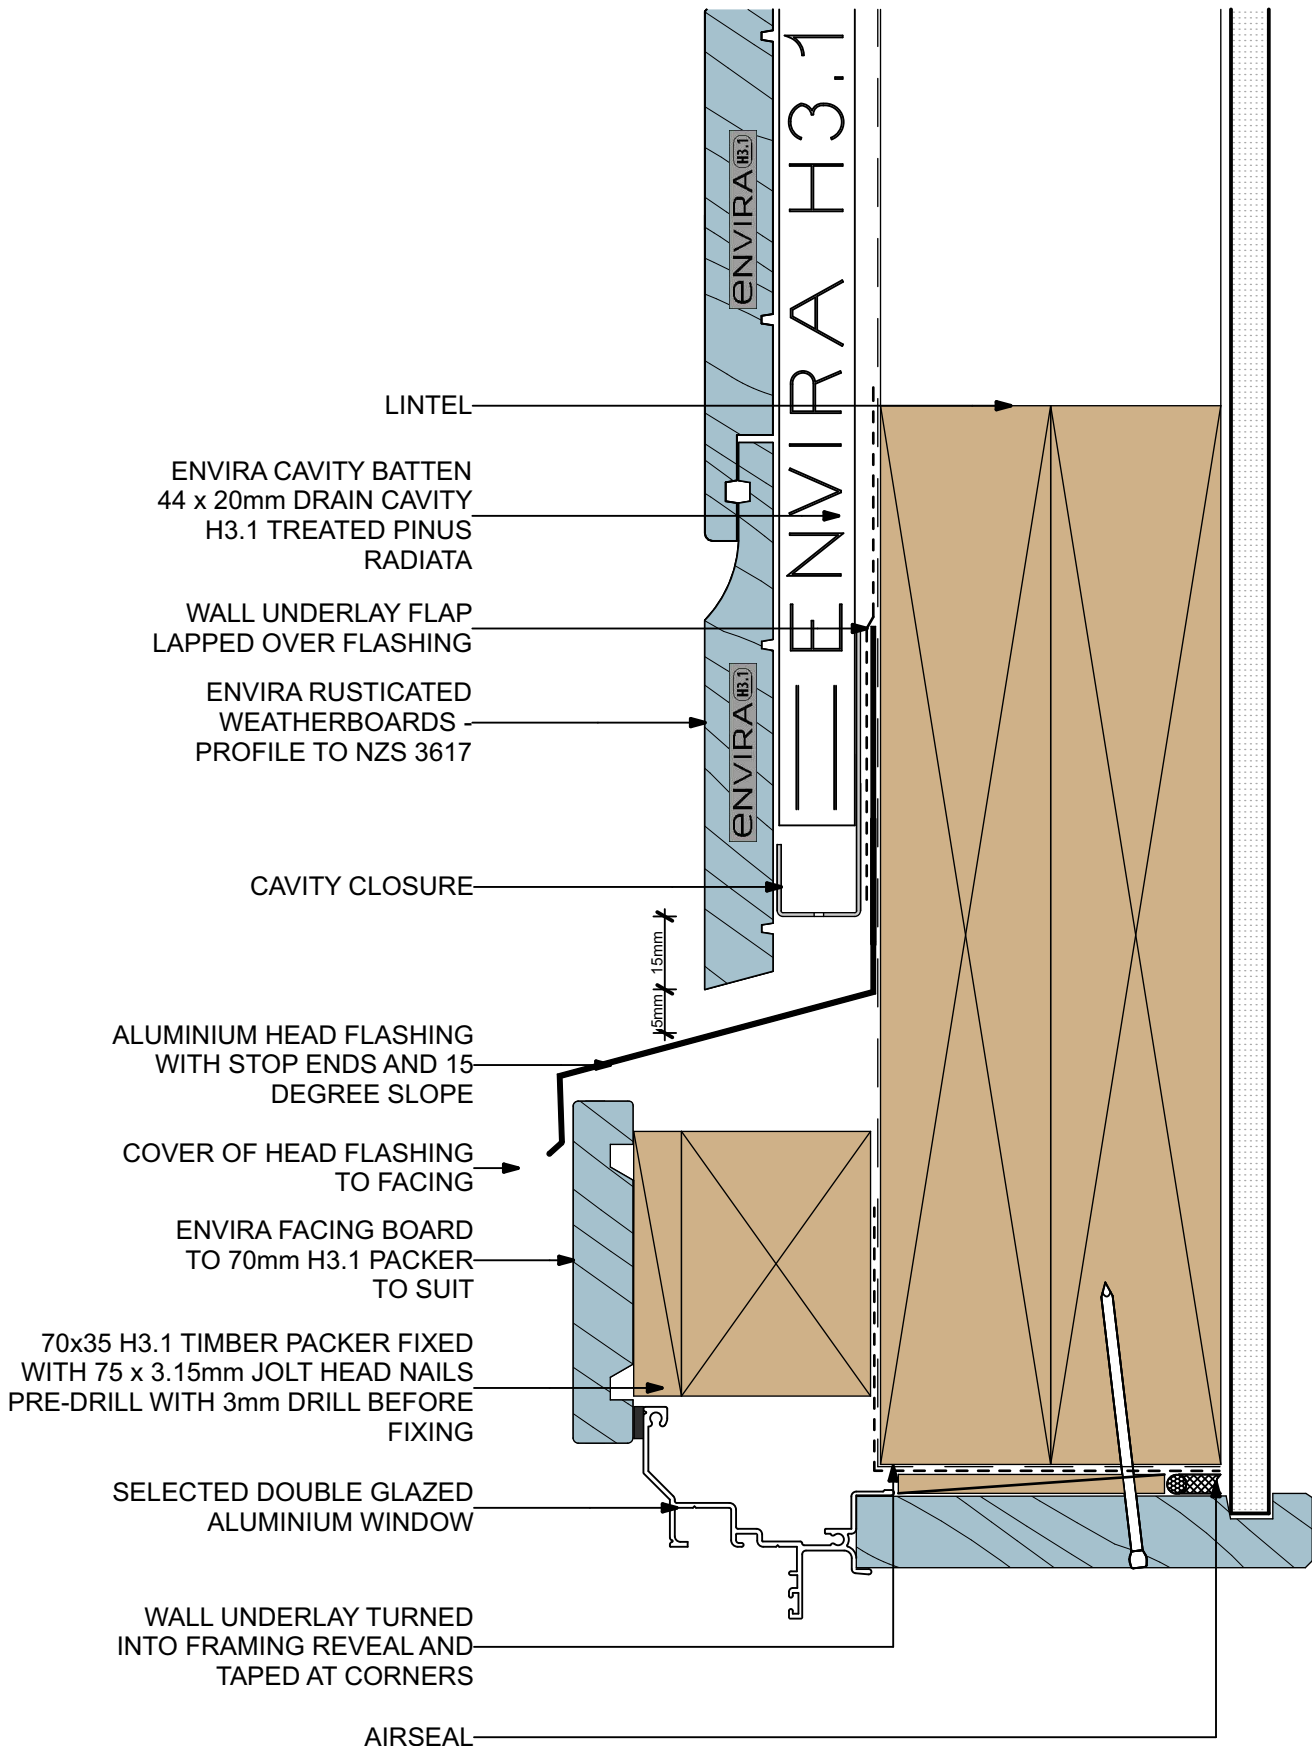 ENVIRA H3.1
ENVIRA H3.1
LINTEL
ENVIRA CAVITY BATTEN
44 x 20mm DRAIN CAVITY
H3.1 TREATED PINUS
RADIATA
WALL UNDERLAY FLAP
LAPPED OVER FLASHING
ENVIRA RUSTICATED
WEATHERBOARDS -
PROFILE TO NZS 3617
eNVIRA H3.1
CAVITY CLOSURE
15mm
5mm
ALUMINIUM HEAD FLASHING
WITH STOP ENDS AND 15
DEGREE SLOPE
COVER OF HEAD FLASHING
TO FACING
ENVIRA FACING BOARD
TO 70mm H3.1 PACKER
TO SUIT
70x35 H3.1 TIMBER PACKER FIXED
WITH 75 x 3.15mm JOLT HEAD NAILS
PRE-DRILL WITH 3mm DRILL BEFORE
FIXING
SELECTED DOUBLE GLAZED
ALUMINIUM WINDOW
WALL UNDERLAY TURNED
INTO FRAMING REVEAL AND
TAPED AT CORNERS
AIRSEAL